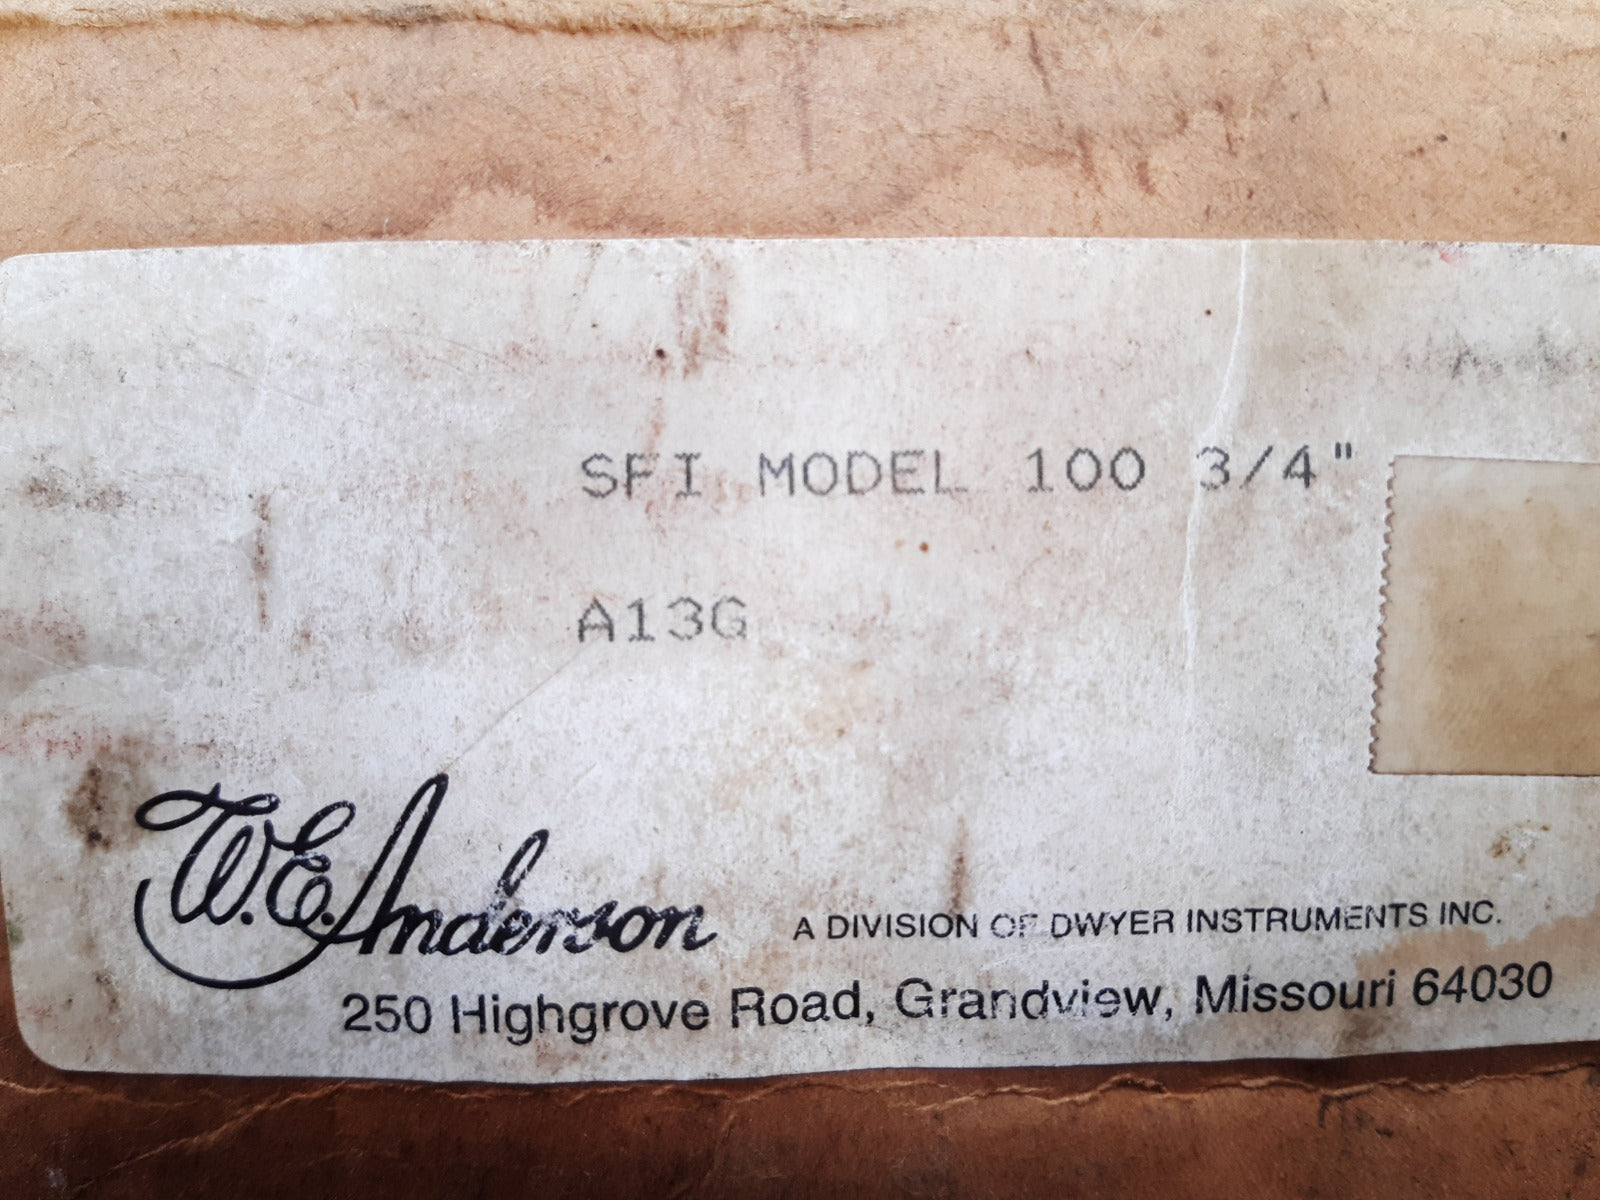 SFI MODEL 100 3/4"
A13G
W.E. Anderson A DIVISION OF DWYER INSTRUMENTS INC.
250 Highgrove Road, Grandview, Missouri 64030